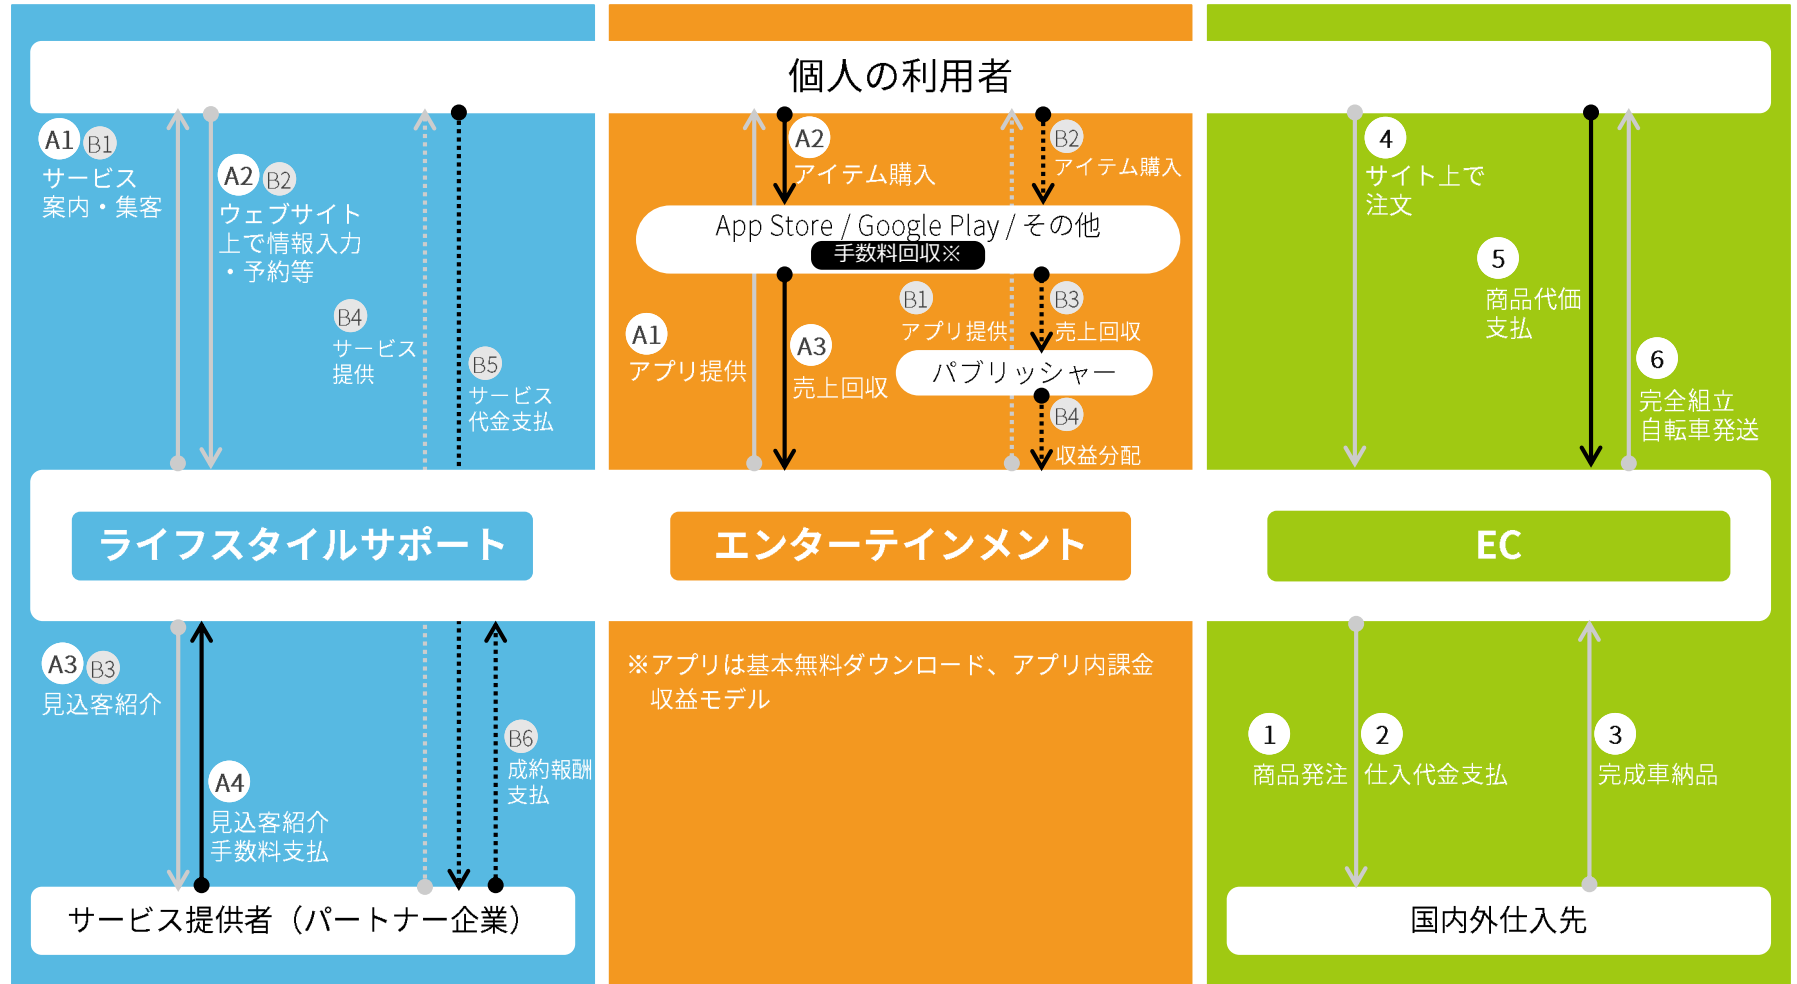 個人の利用者
A1 B1
サービス
案内・集客
A2 B2
ウェブサイト
上で情報入力
・予約等
B4
サービス
提供
B5
サービス
代金支払
A2
アイテム購入
B2
アイテム購入
App Store / Google Play / その他
手数料回収※
A1
アプリ提供
A3
売上回収
B1
アプリ提供
B3
売上回収
パブリッシャー
B4
収益分配
4
サイト上で
注文
5
商品代価
支払
6
完全組立
自転車発送
ライフスタイルサポート
エンターテインメント
EC
A3 B3
見込客紹介
A4
見込客紹介
手数料支払
B6
成約報酬
支払
サービス提供者（パートナー企業）
※アプリは基本無料ダウンロード、アプリ内課金
収益モデル
1
商品発注
2
仕入代金支払
3
完成車納品
国内外仕入先